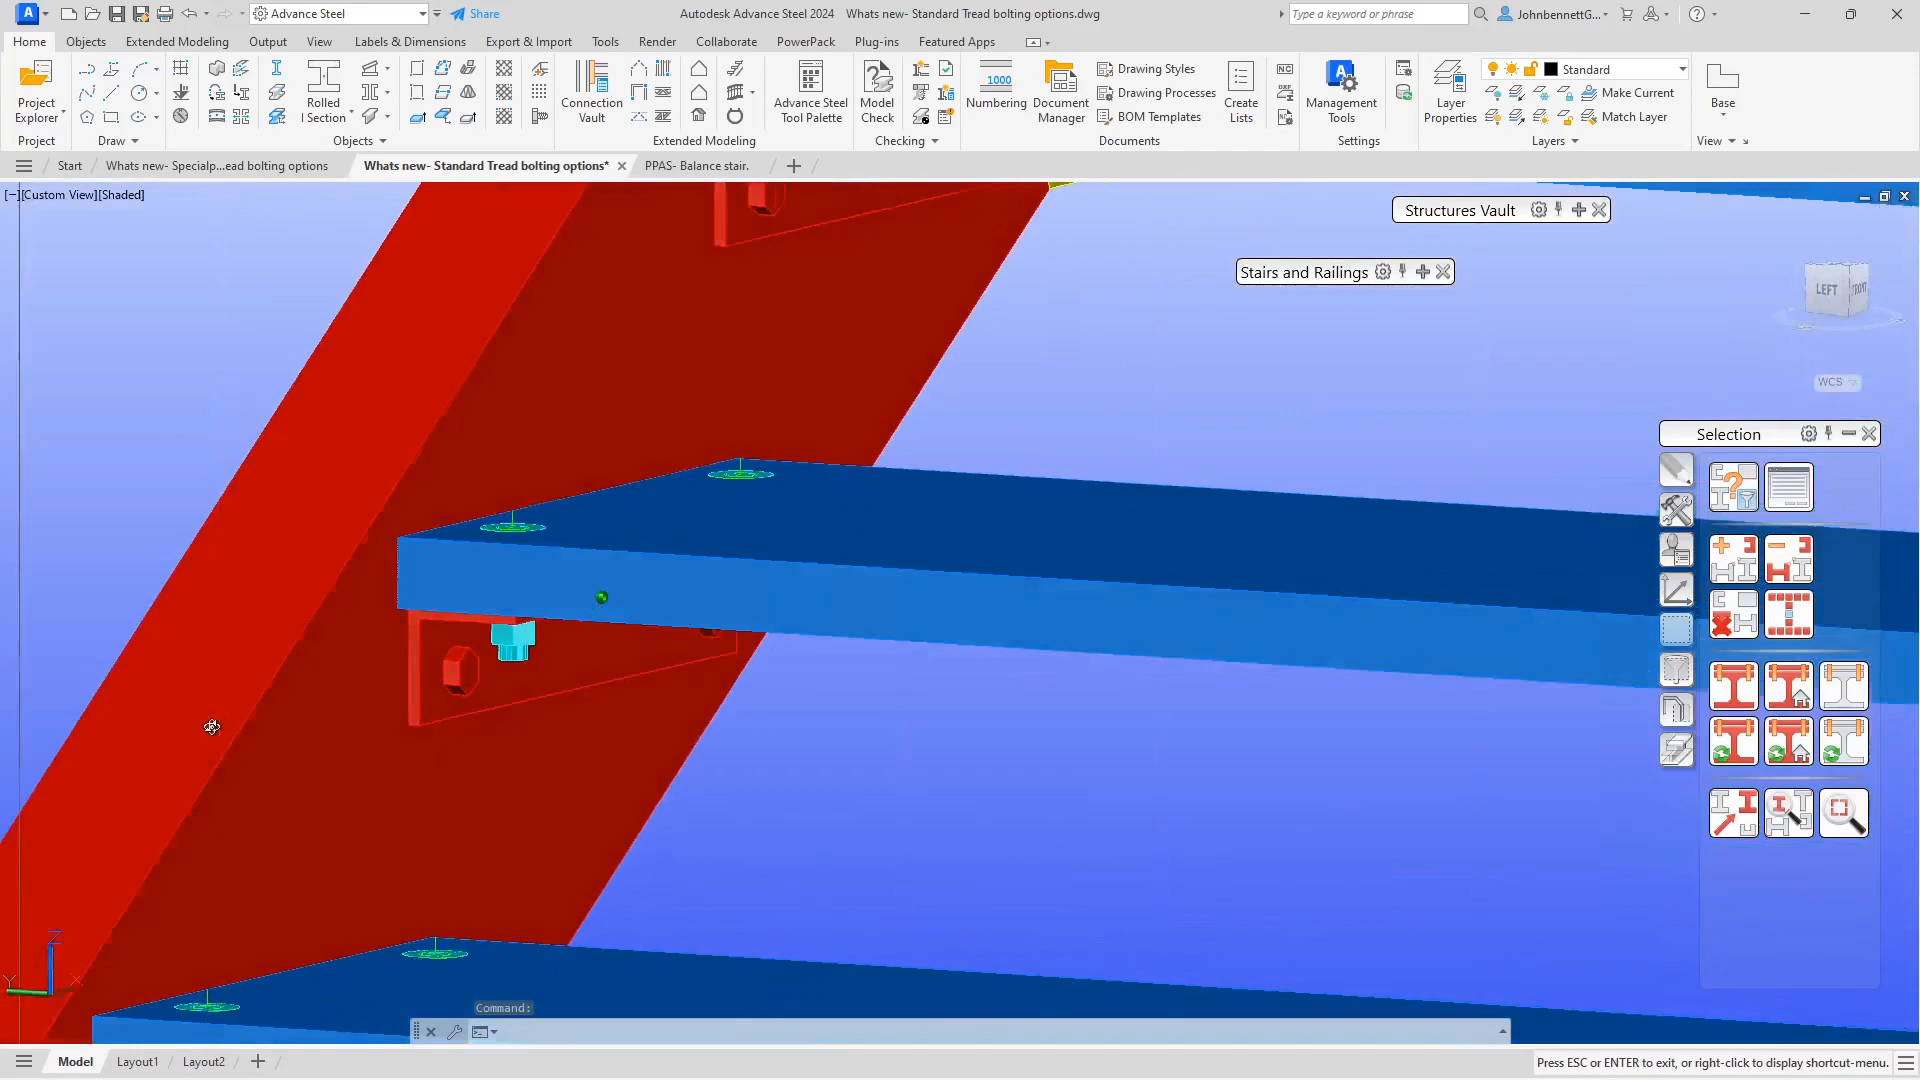 A
Advance Steel
Share
Autodesk Advance Steel 2024
Whats new- Standard Tread bolting options.dwg
Type a keyword or phrase
JohnbennettG...
Home
Objects
Extended Modeling
Output
View
Labels & Dimensions
Export & Import
Tools
Render
Collaborate
PowerPack
Plug-ins
Featured Apps
Project
Explorer
Rolled
I Section
Connection
Vault
Advance Steel
Tool Palette
Model
Check
1000
Numbering
Document
Manager
Drawing Styles
Drawing Processes
BOM Templates
Create
Lists
NC
DXF
Management
Tools
Layer
Properties
Standard
Make Current
Match Layer
Base
Project
Draw
Objects
Extended Modeling
Checking
Documents
Settings
Layers
View
Start
Whats new- Specialp...ead bolting options
Whats new- Standard Tread bolting options*
PPAS- Balance stair.
[−][Custom View][Shaded]
Structures Vault
Stairs and Railings
LEFT
FRONT
WCS
Selection
Z
Y
X
Command:
Model
Layout1
Layout2
Press ESC or ENTER to exit, or right-click to display shortcut-menu.